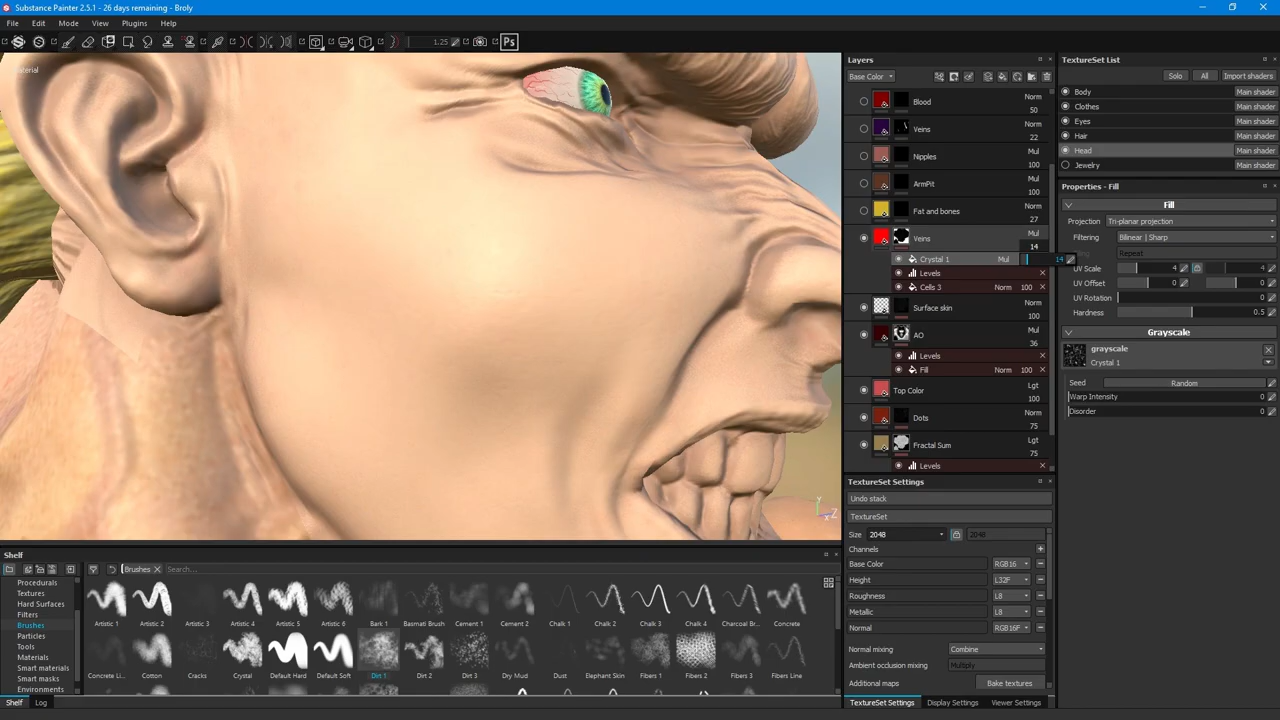 Substance Painter 2.5.1 - 26 days remaining - Broly
File Edit Mode View Plugins Help
1.25 Ps
Layers
Base Color
Blood Norm 50
Veins Norm 22
Nipples Mul 100
ArmPit Mul 100
Fat and bones Norm 27
Veins Mul 14
Crystal 1 Mul 14
Levels
Cells 3 Norm 100
Surface skin Norm 100
AO Mul 36
Levels
Fill Norm 100
Top Color Lgt 100
Dots Norm 75
Fractal Sum Lgt 75
Levels
TextureSet List
Solo All Import shaders
Body Main shader
Clothes Main shader
Eyes Main shader
Hair Main shader
Head Main shader
Jewelry Main shader
Properties - Fill
Fill
Projection Tri-planar projection
Filtering Bilinear | Sharp
Repeat
UV Scale 4 4
UV Offset 0 0
UV Rotation 0
Hardness 0.5
Grayscale
grayscale
Crystal 1
Seed Random
Warp Intensity 0
Disorder 0
TextureSet Settings
Undo stack
TextureSet
Size 2048 2048
Channels
Base Color RGB16
Height L32F
Roughness L8
Metallic L8
Normal RGB16F
Normal mixing Combine
Ambient occlusion mixing Multiply
Additional maps Bake textures
TextureSet Settings Display Settings Viewer Settings
Shelf
Brushes Search...
Procedurals
Textures
Hard Surfaces
Filters
Brushes
Particles
Tools
Materials
Smart materials
Smart masks
Environments
Artistic 1 Artistic 2 Artistic 3 Artistic 4 Artistic 5 Artistic 6 Bark 1 Basmati Brush Cement 1 Cement 2 Chalk 1 Chalk 2 Chalk 3 Chalk 4 Charcoal Br... Concrete
Concrete Li... Cotton Cracks Crystal Default Hard Default Soft Dirt 1 Dirt 2 Dirt 3 Dry Mud Dust Elephant Skin Fibers 1 Fibers 2 Fibers 3 Fibers Line
Shelf Log